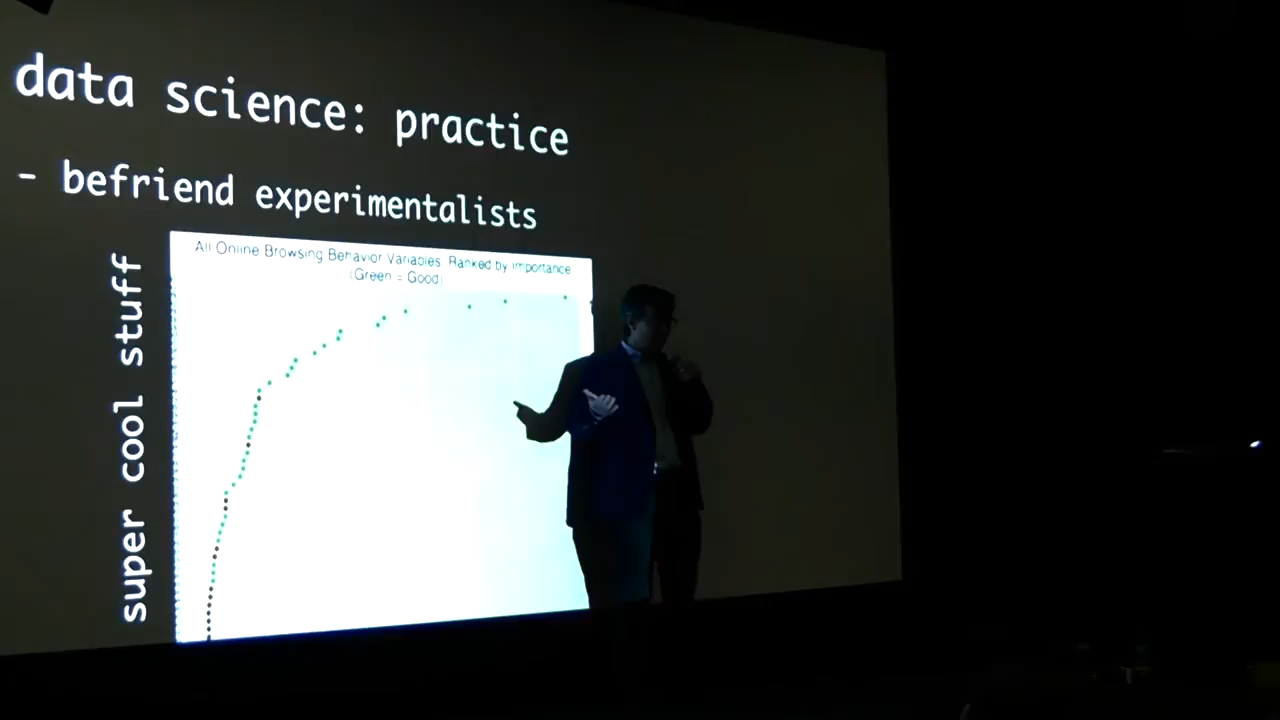 data science: practice
- befriend experimentalists
super cool stuff
All Online Browsing Behavior Variables Ranked by Importance
(Green = Good)